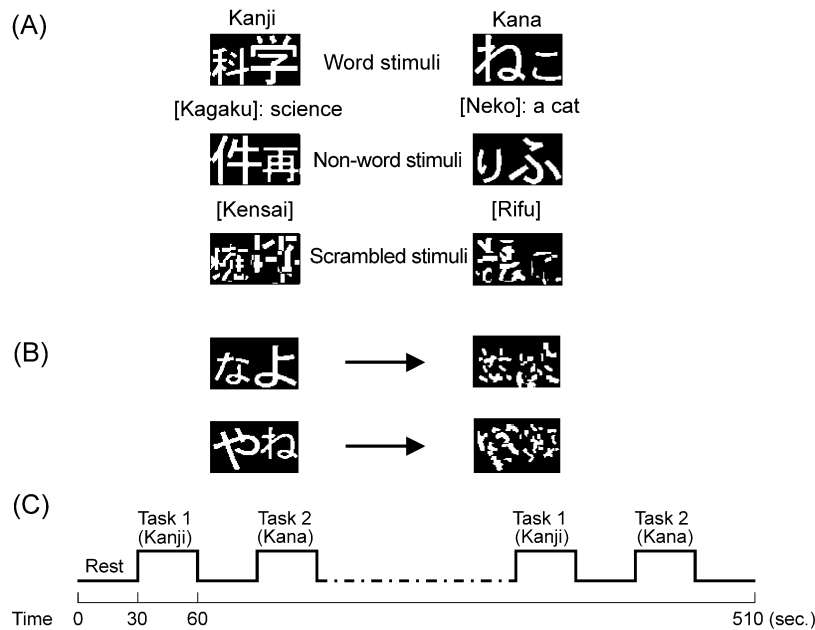 (A)
Kanji Kana
科学 Word stimuli ねこ
[Kagaku]: science [Neko]: a cat
件再 Non-word stimuli りふ
[Kensai] [Rifu]
Scrambled stimuli
(B)
なよ
やね
(C)
Task 1 Task 2 Task 1 Task 2
(Kanji) (Kana) (Kanji) (Kana)
Rest
Time 0 30 60 510 (sec.)